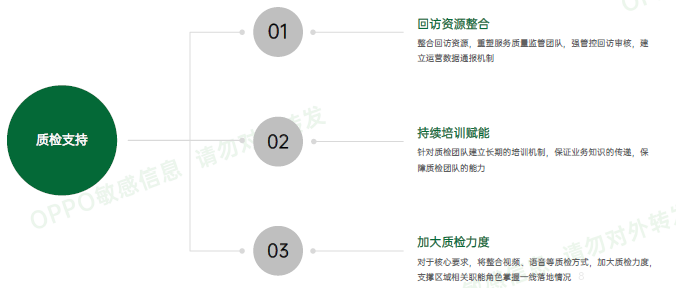 质检支持
01
回访资源整合
整合回访资源，重塑服务质量监管团队，强管控回访审核，建
立运营数据通报机制
02
持续培训赋能
针对质检团队建立长期的培训机制，保证业务知识的传递，保
障质检团队的能力
03
加大质检力度
对于核心要求，将整合视频、语音等质检方式，加大质检力度，
支撑区域相关职能角色掌握一线落地情况
OPPO敏感信息 请勿对外转发
请勿对外转